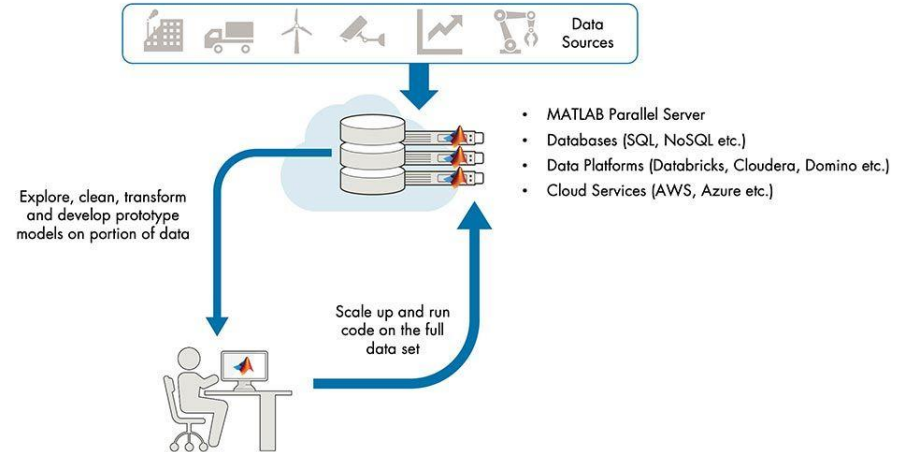 Data
Sources
• MATLAB Parallel Server
• Databases (SQL, NoSQL etc.)
• Data Platforms (Databricks, Cloudera, Domino etc.)
• Cloud Services (AWS, Azure etc.)
Explore, clean, transform
and develop prototype
models on portion of data
Scale up and run
code on the full
data set